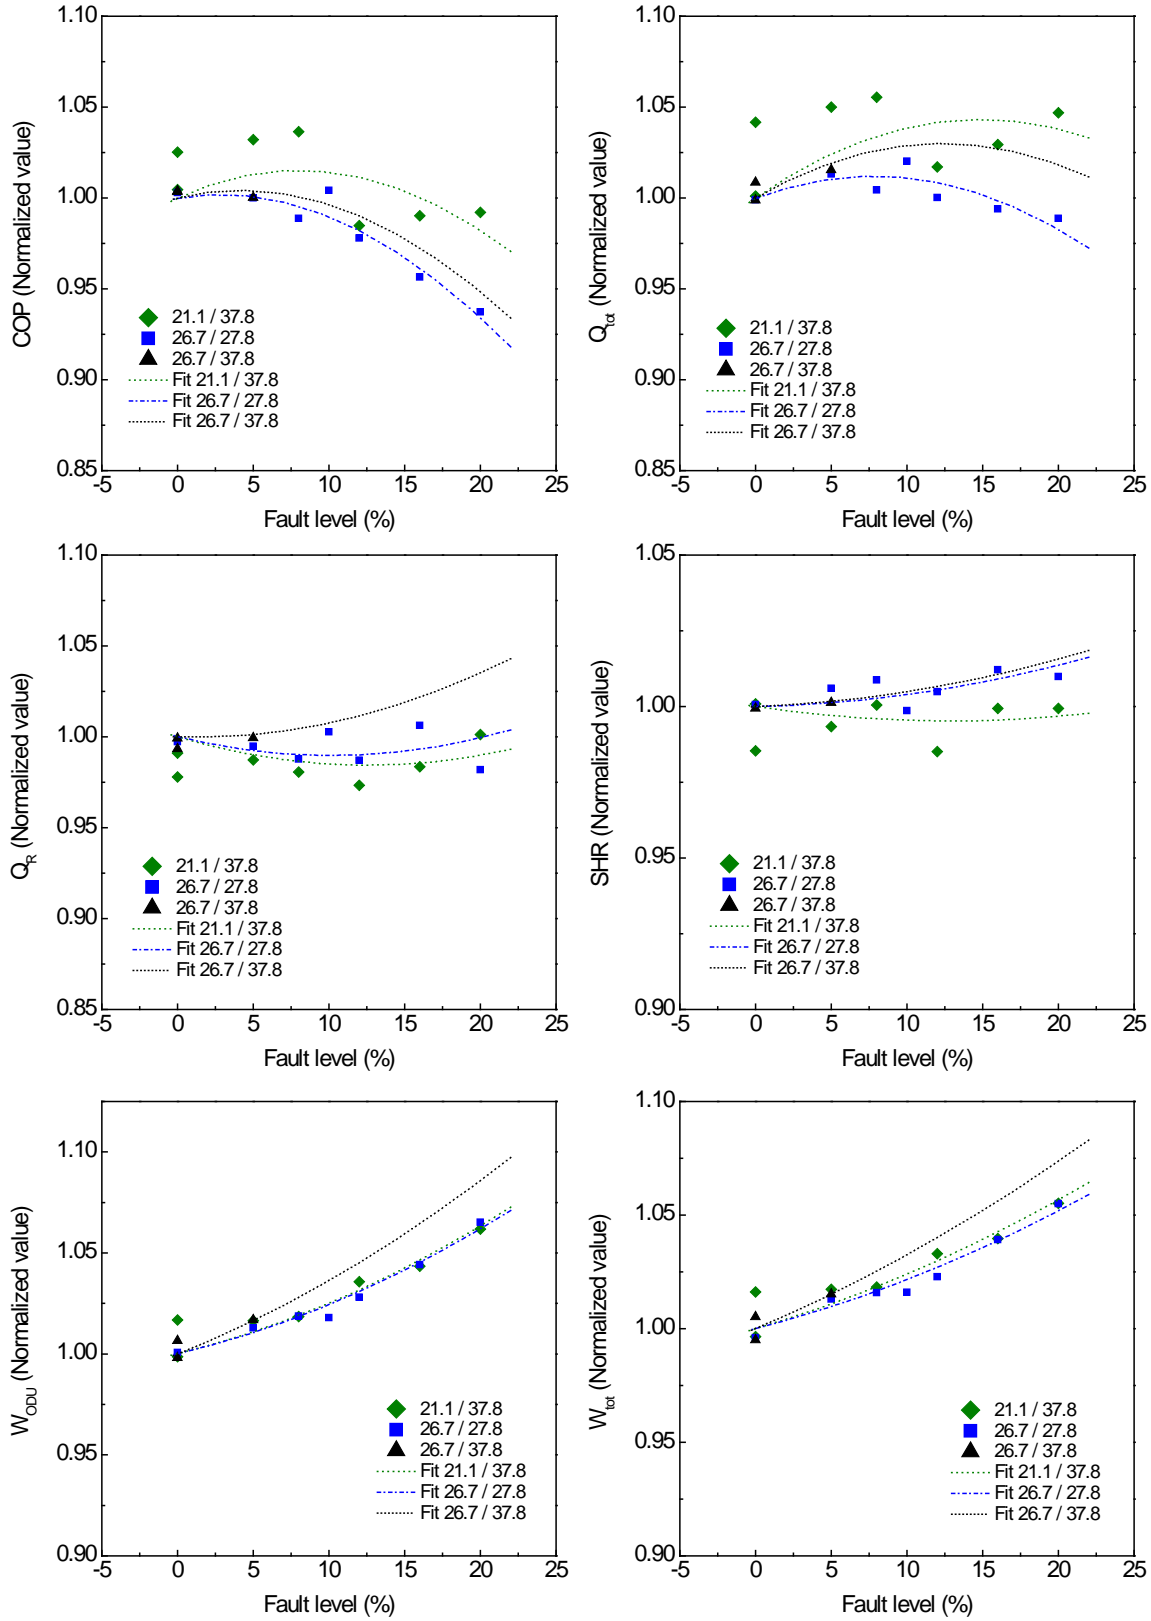 1.10
1.05
1.00
0.95
0.90
0.85
COP (Normalized value)
21.1 / 37.8
26.7 / 27.8
26.7 / 37.8
Fit 21.1 / 37.8
Fit 26.7 / 27.8
Fit 26.7 / 37.8
-5 0 5 10 15 20 25
Fault level (%)
1.10
1.05
1.00
0.95
0.90
0.85
Qtot (Normalized value)
21.1 / 37.8
26.7 / 27.8
26.7 / 37.8
Fit 21.1 / 37.8
Fit 26.7 / 27.8
Fit 26.7 / 37.8
-5 0 5 10 15 20 25
Fault level (%)
1.10
1.05
1.00
0.95
0.90
0.85
QR (Normalized value)
21.1 / 37.8
26.7 / 27.8
26.7 / 37.8
Fit 21.1 / 37.8
Fit 26.7 / 27.8
Fit 26.7 / 37.8
-5 0 5 10 15 20 25
Fault level (%)
1.05
1.00
0.95
0.90
SHR (Normalized value)
21.1 / 37.8
26.7 / 27.8
26.7 / 37.8
Fit 21.1 / 37.8
Fit 26.7 / 27.8
Fit 26.7 / 37.8
-5 0 5 10 15 20 25
Fault level (%)
1.10
1.05
1.00
0.95
0.90
WODU (Normalized value)
21.1 / 37.8
26.7 / 27.8
26.7 / 37.8
Fit 21.1 / 37.8
Fit 26.7 / 27.8
Fit 26.7 / 37.8
-5 0 5 10 15 20 25
Fault level (%)
1.10
1.05
1.00
0.95
0.90
Wtot (Normalized value)
21.1 / 37.8
26.7 / 27.8
26.7 / 37.8
Fit 21.1 / 37.8
Fit 26.7 / 27.8
Fit 26.7 / 37.8
-5 0 5 10 15 20 25
Fault level (%)